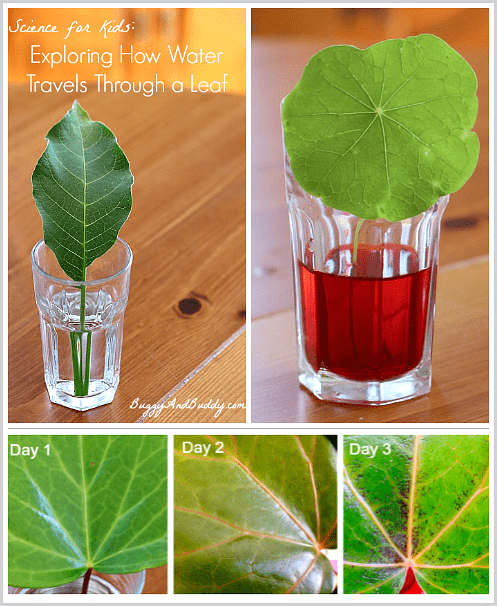 Science for Kids:
Exploring How Water
Travels Through a Leaf
BuggyAndBuddy.com
Day 1
Day 2
Day 3